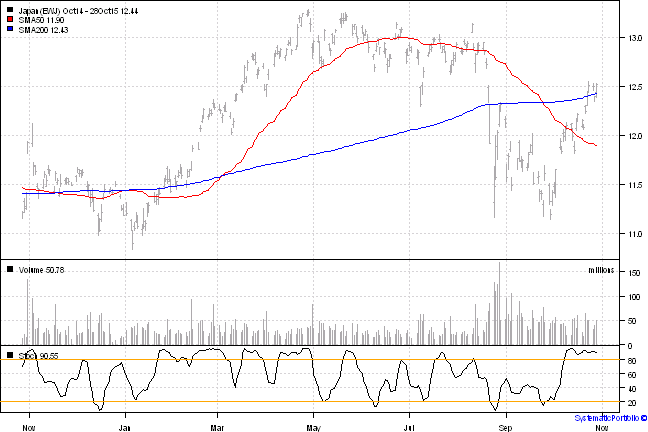 Japan (EWJ) Oct14 - 28Oct15 12.44
SMA50 11.90
SMA200 12.43
13.0
12.5
12.0
11.5
11.0
Volume 50.78
millions
150
100
50
0
Stoch 90.55
80
60
40
20
Nov
Jan
Mar
May
Jul
Sep
Nov
SystematicPortfolio ©